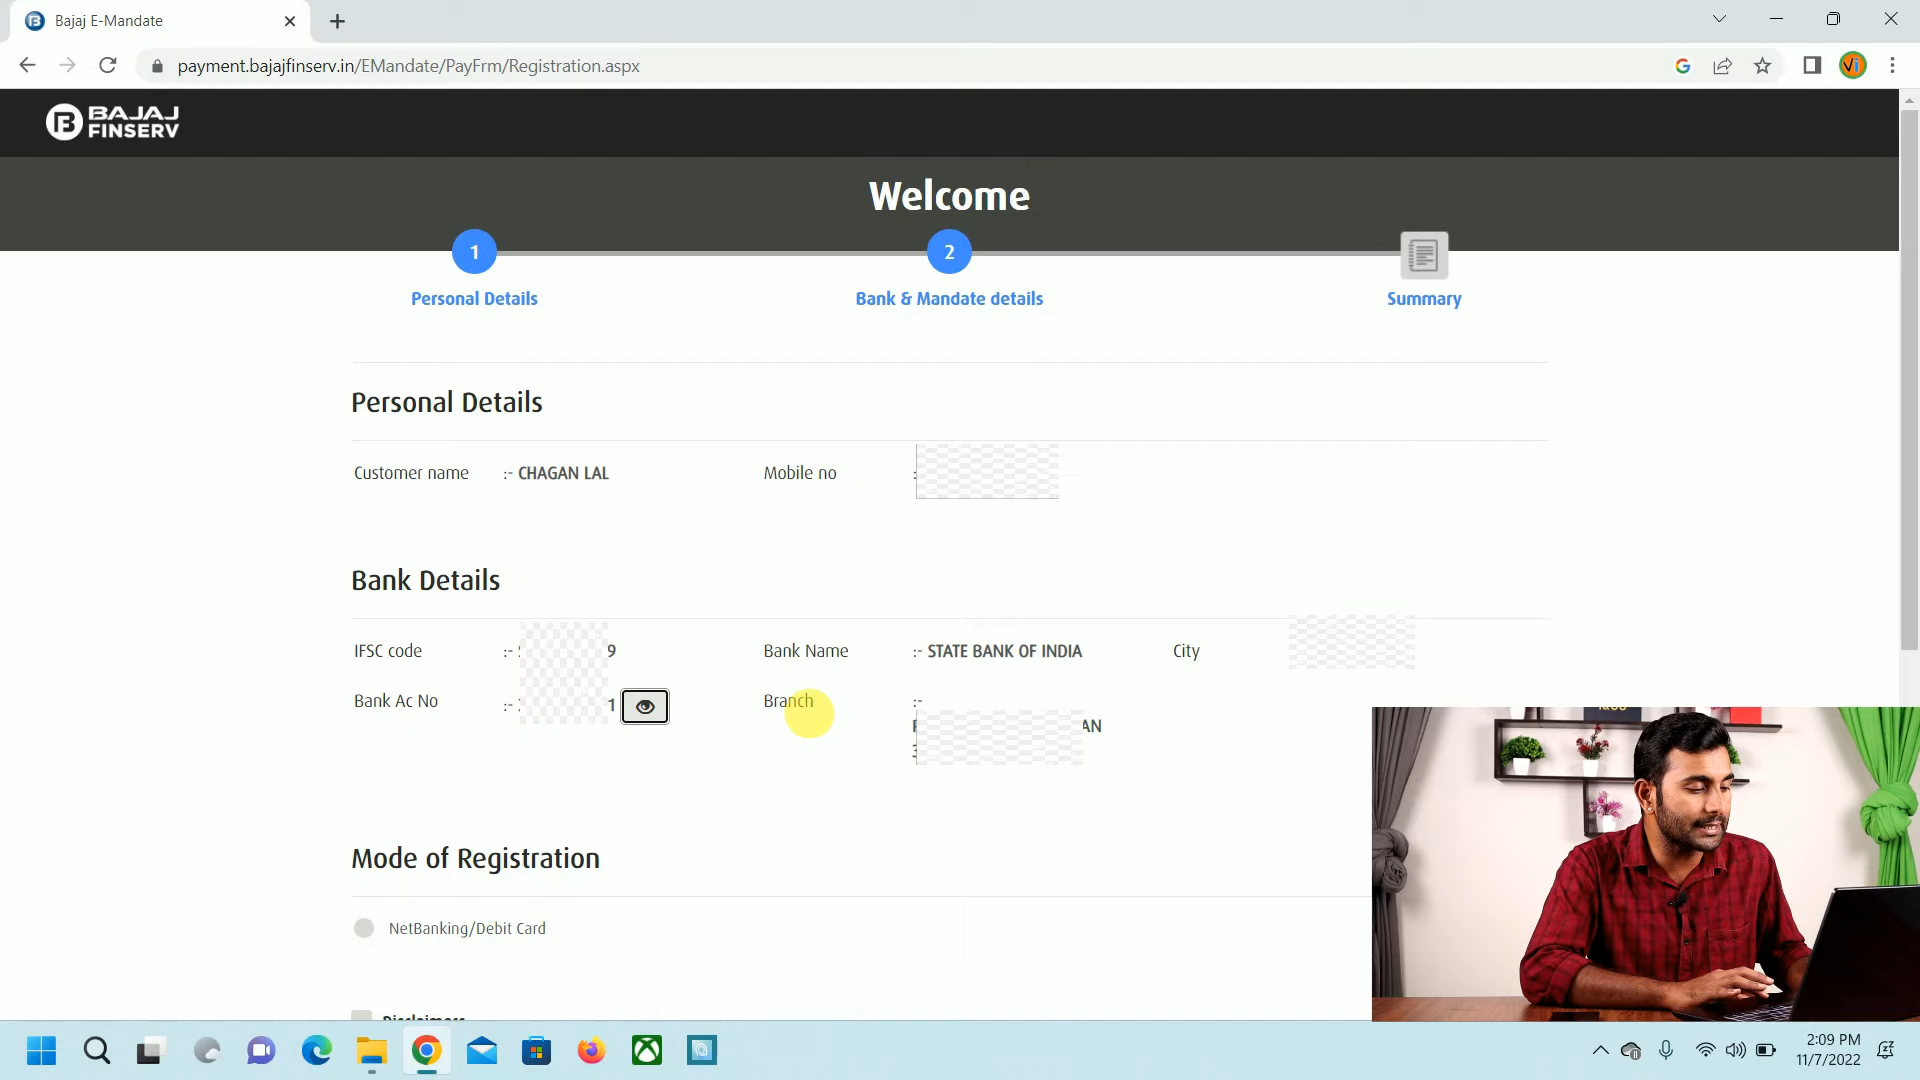 Bajaj E-Mandate
payment.bajajfinserv.in/EMandate/PayFrm/Registration.aspx
BAJAJ
FINSERV
Welcome
1
2
Personal Details
Bank & Mandate details
Summary
Personal Details
Customer name :- CHAGAN LAL Mobile no :
Bank Details
IFSC code :- 9 Bank Name :- STATE BANK OF INDIA City
Bank Ac No :- 1 Branch :-
AN
Mode of Registration
NetBanking/Debit Card
Disclaimers
2:09 PM
11/7/2022